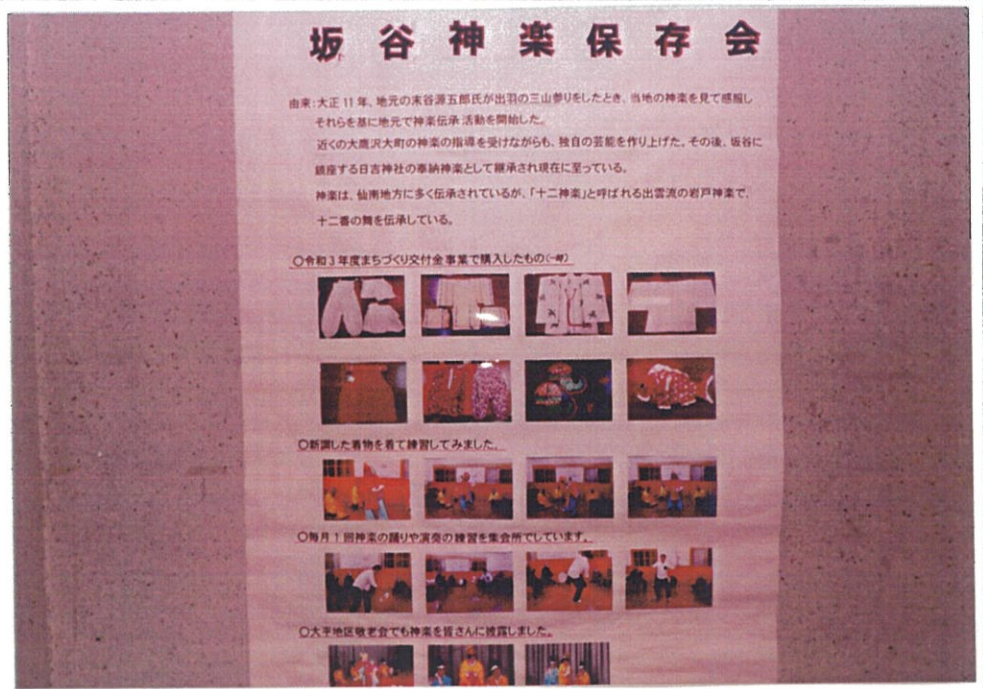 坂谷神楽保存会
由来:大正11年、地元の末谷源五郎氏が出羽の三山参りをしたとき、当地の神楽を見て感服し
それらを基に地元で神楽伝承活動を開始した。
近くの大鷹沢大町の神楽の指導を受けながらも、独自の芸能を作り上げた。その後、坂谷に
鎮座する日吉神社の奉納神楽として継承され現在に至っている。
神楽は、仙南地方に多く伝承されているが、「十二神楽」と呼ばれる出雲流の岩戸神楽で、
十二番の舞を伝承している。
〇令和3年度まちづくり交付金事業で購入したもの(一部)
〇新調した着物を着て練習してみました。
〇毎月1回神楽の踊りや演奏の練習を集会所でしています。
〇大平地区敬老会でも神楽を皆さんに披露しました。